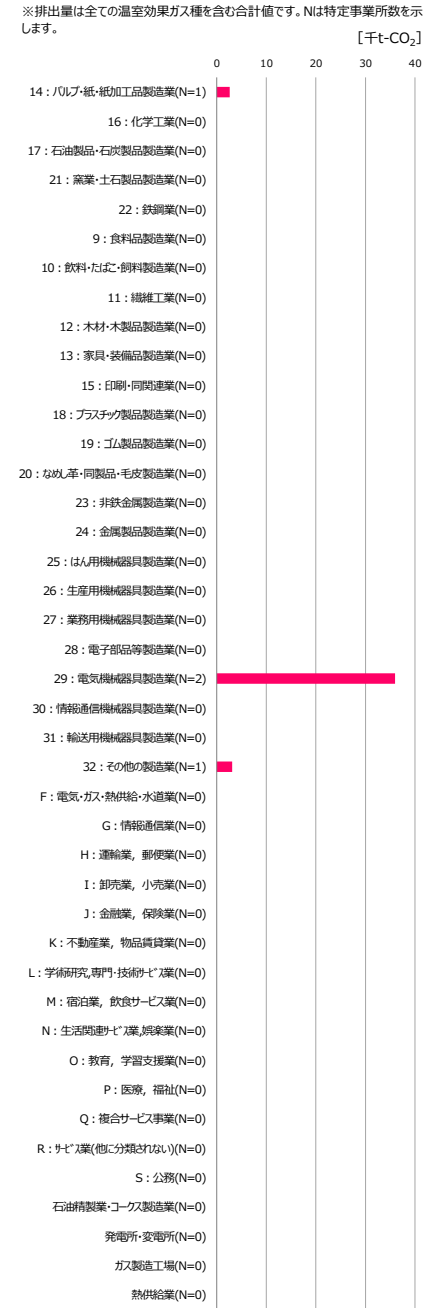 ※排出量は全ての温室効果ガス種を含む合計値です。Nは特定事業所数を示
します。
[千t-CO₂]
0 10 20 30 40
14：パルプ・紙・紙加工品製造業(N=1)
16：化学工業(N=0)
17：石油製品・石炭製品製造業(N=0)
21：窯業・土石製品製造業(N=0)
22：鉄鋼業(N=0)
9：食料品製造業(N=0)
10：飲料・たばこ・飼料製造業(N=0)
11：繊維工業(N=0)
12：木材・木製品製造業(N=0)
13：家具・装備品製造業(N=0)
15：印刷・同関連業(N=0)
18：プラスチック製品製造業(N=0)
19：ゴム製品製造業(N=0)
20：なめし革・同製品・毛皮製造業(N=0)
23：非鉄金属製造業(N=0)
24：金属製品製造業(N=0)
25：はん用機械器具製造業(N=0)
26：生産用機械器具製造業(N=0)
27：業務用機械器具製造業(N=0)
28：電子部品等製造業(N=0)
29：電気機械器具製造業(N=2)
30：情報通信機械器具製造業(N=0)
31：輸送用機械器具製造業(N=0)
32：その他の製造業(N=1)
F：電気・ガス・熱供給・水道業(N=0)
G：情報通信業(N=0)
H：運輸業，郵便業(N=0)
I：卸売業，小売業(N=0)
J：金融業，保険業(N=0)
K：不動産業，物品賃貸業(N=0)
L：学術研究,専門・技術ｻｰﾋﾞｽ業(N=0)
M：宿泊業，飲食サービス業(N=0)
N：生活関連ｻｰﾋﾞｽ業,娯楽業(N=0)
O：教育，学習支援業(N=0)
P：医療，福祉(N=0)
Q：複合サービス事業(N=0)
R：ｻｰﾋﾞｽ業(他に分類されない)(N=0)
S：公務(N=0)
石油精製業・コークス製造業(N=0)
発電所・変電所(N=0)
ガス製造工場(N=0)
熱供給業(N=0)